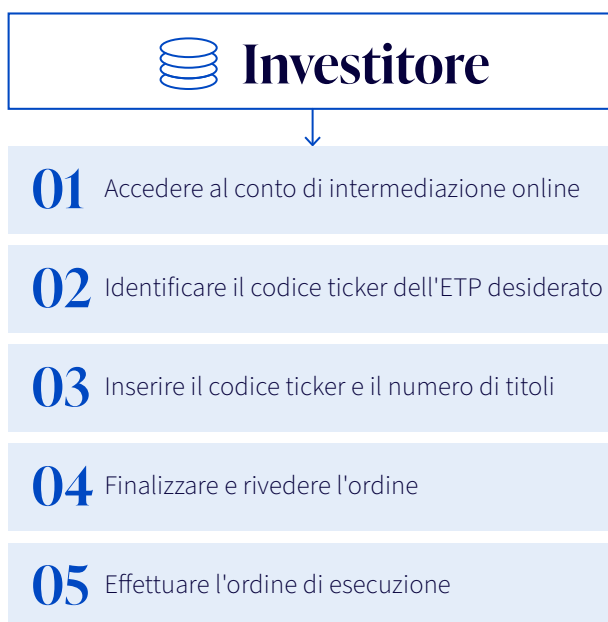 Investitore
01 Accedere al conto di intermediazione online
02 Identificare il codice ticker dell'ETP desiderato
03 Inserire il codice ticker e il numero di titoli
04 Finalizzare e rivedere l'ordine
05 Effettuare l'ordine di esecuzione